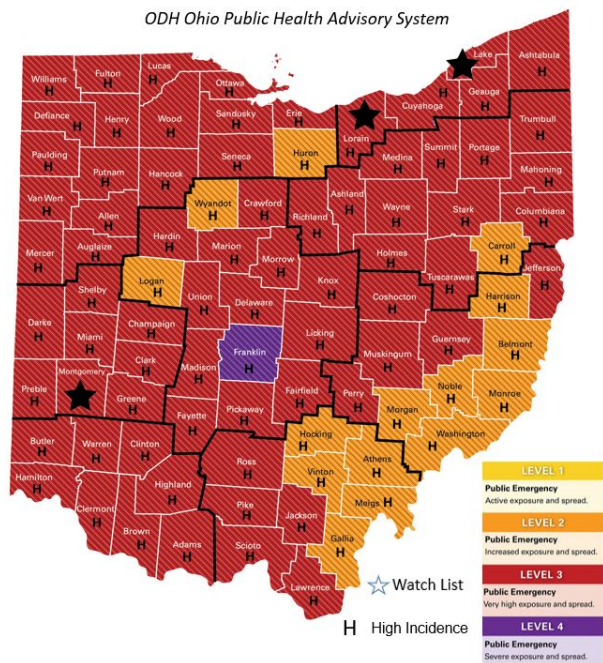 ODH Ohio Public Health Advisory System
Williams
H
Fulton
H
Lucas
H
Ottawa
H
Lake
H
Ashtabula
H
Defiance
H
Henry
H
Wood
H
Sandusky
H
Erie
H
Lorain
H
Cuyahoga
H
Geauga
H
Trumbull
H
Paulding
H
Putnam
H
Hancock
H
Seneca
H
Huron
H
Medina
H
Summit
H
Portage
H
Mahoning
H
Van Wert
H
Allen
H
Wyandot
H
Crawford
H
Richland
H
Ashland
H
Wayne
H
Stark
H
Columbiana
H
Mercer
H
Auglaize
H
Hardin
H
Marion
H
Morrow
H
Holmes
H
Tuscarawas
H
Carroll
H
Jefferson
H
Shelby
H
Logan
H
Union
H
Delaware
H
Knox
H
Coshocton
H
Harrison
H
Darke
H
Miami
H
Champaign
H
Clark
H
Madison
H
Franklin
H
Licking
H
Muskingum
H
Guernsey
H
Belmont
H
Preble
H
Montgomery
Greene
H
Fayette
H
Pickaway
H
Fairfield
H
Perry
H
Morgan
H
Noble
H
Monroe
H
Butler
H
Warren
H
Clinton
H
Ross
H
Hocking
H
Vinton
H
Athens
H
Washington
H
Hamilton
H
Clermont
H
Brown
H
Highland
H
Adams
H
Pike
H
Scioto
H
Jackson
H
Meigs
H
Gallia
H
Lawrence
H
Watch List
H High Incidence
LEVEL 1
Public Emergency
Active exposure and spread.
LEVEL 2
Public Emergency
Increased exposure and spread.
LEVEL 3
Public Emergency
Very high exposure and spread.
LEVEL 4
Public Emergency
Severe exposure and spread.